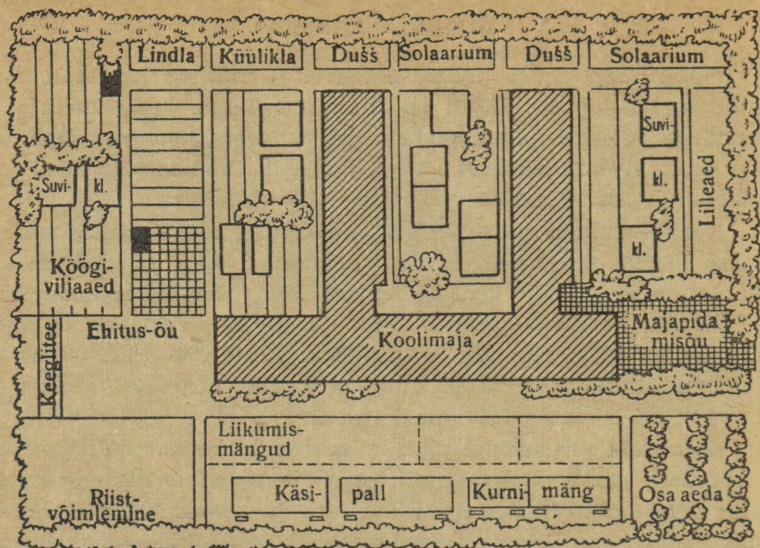 Lindla
Küülikla
Dušš
Solaarium
Dušš
Solaarium
Suvi-
kl.
Suvi-
kl.
kl.
Lilleaed
Köögi-
viljaaed
Ehitus-õu
Koolimaja
Majapida
misõu
Keeglitee
Liikumis-
mängud
Riist-
võimlemine
Käsi- pall
Kurni- mäng
Osa aeda